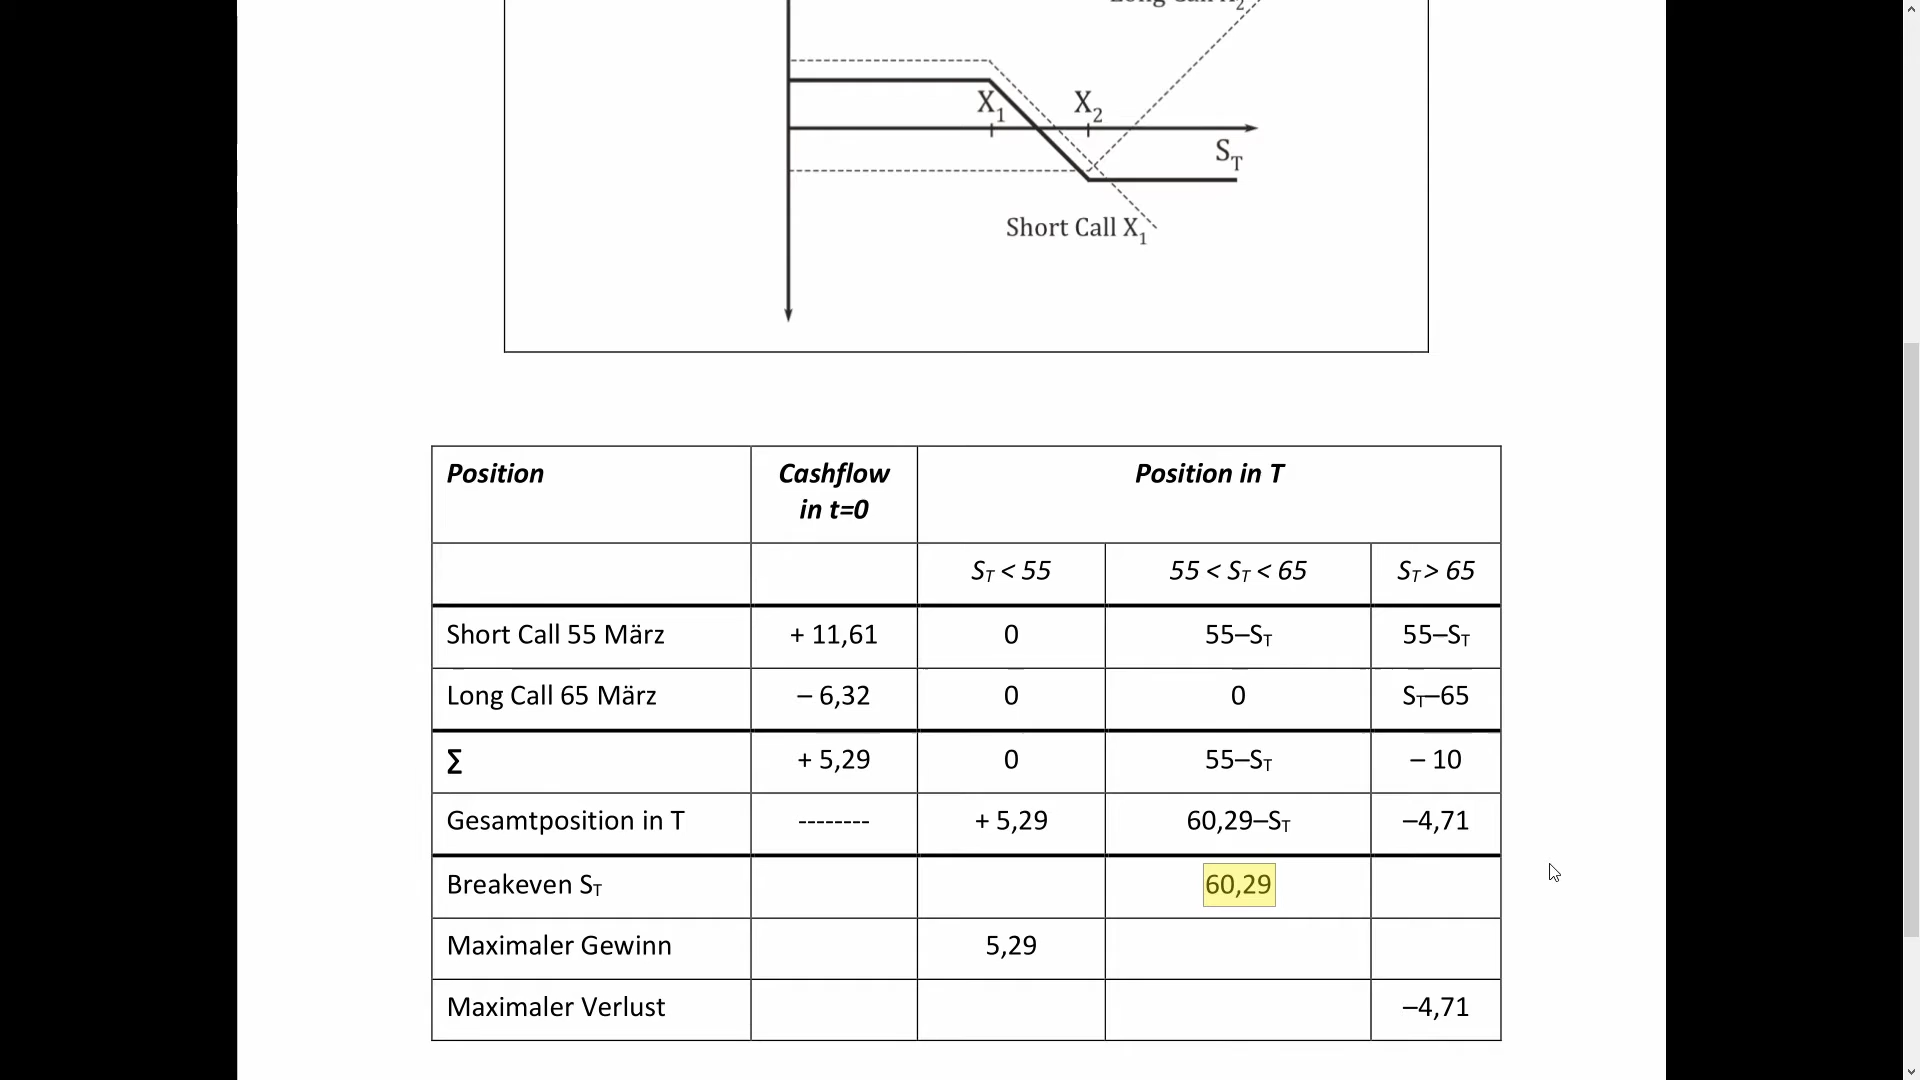 Long Call X2
X1 X2
ST
Short Call X1
Position Cashflow in t=0 Position in T
ST < 55 55 < ST < 65 ST > 65
Short Call 55 März + 11,61 0 55–ST 55–ST
Long Call 65 März – 6,32 0 0 ST–65
Σ + 5,29 0 55–ST – 10
Gesamtposition in T -------- + 5,29 60,29–ST –4,71
Breakeven ST 60,29
Maximaler Gewinn 5,29
Maximaler Verlust –4,71